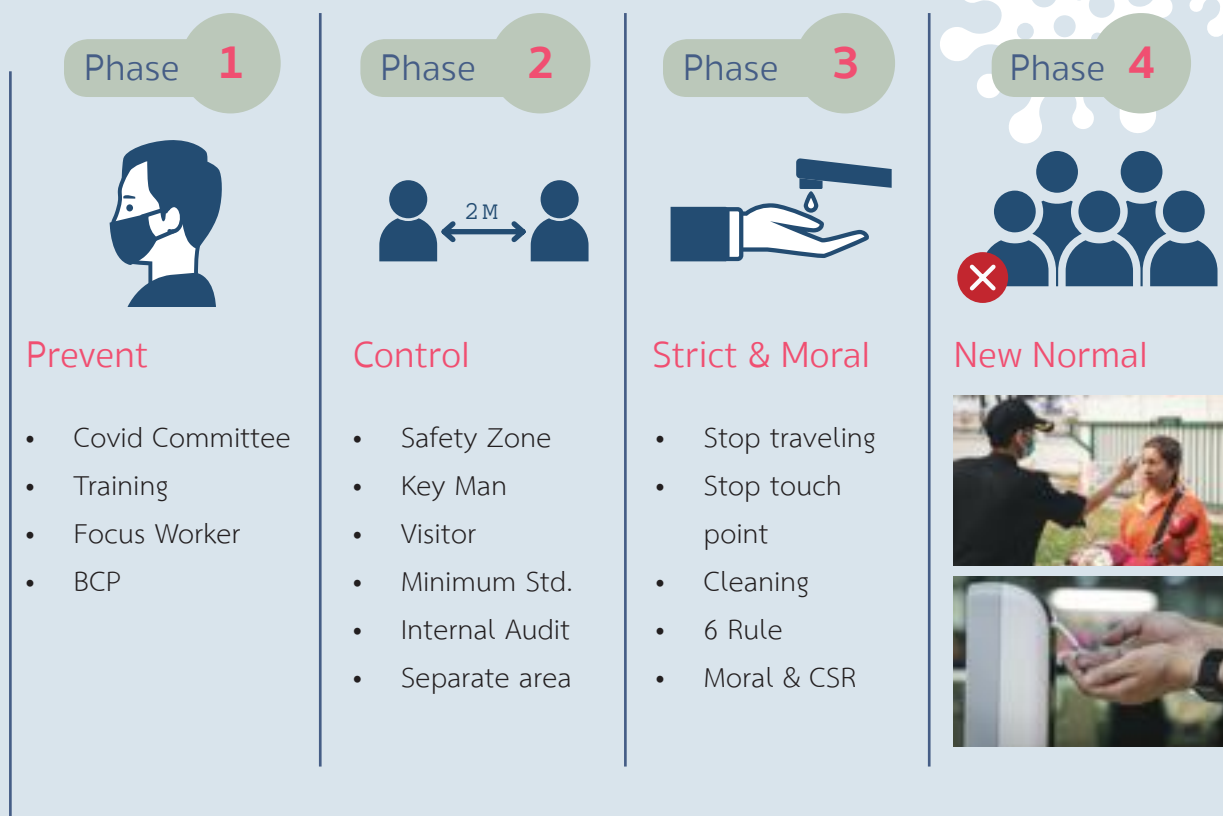 Phase 1
Prevent
• Covid Committee
• Training
• Focus Worker
• BCP
Phase 2
2M
Control
• Safety Zone
• Key Man
• Visitor
• Minimum Std.
• Internal Audit
• Separate area
Phase 3
Strict & Moral
• Stop traveling
• Stop touch
point
• Cleaning
• 6 Rule
• Moral & CSR
Phase 4
New Normal